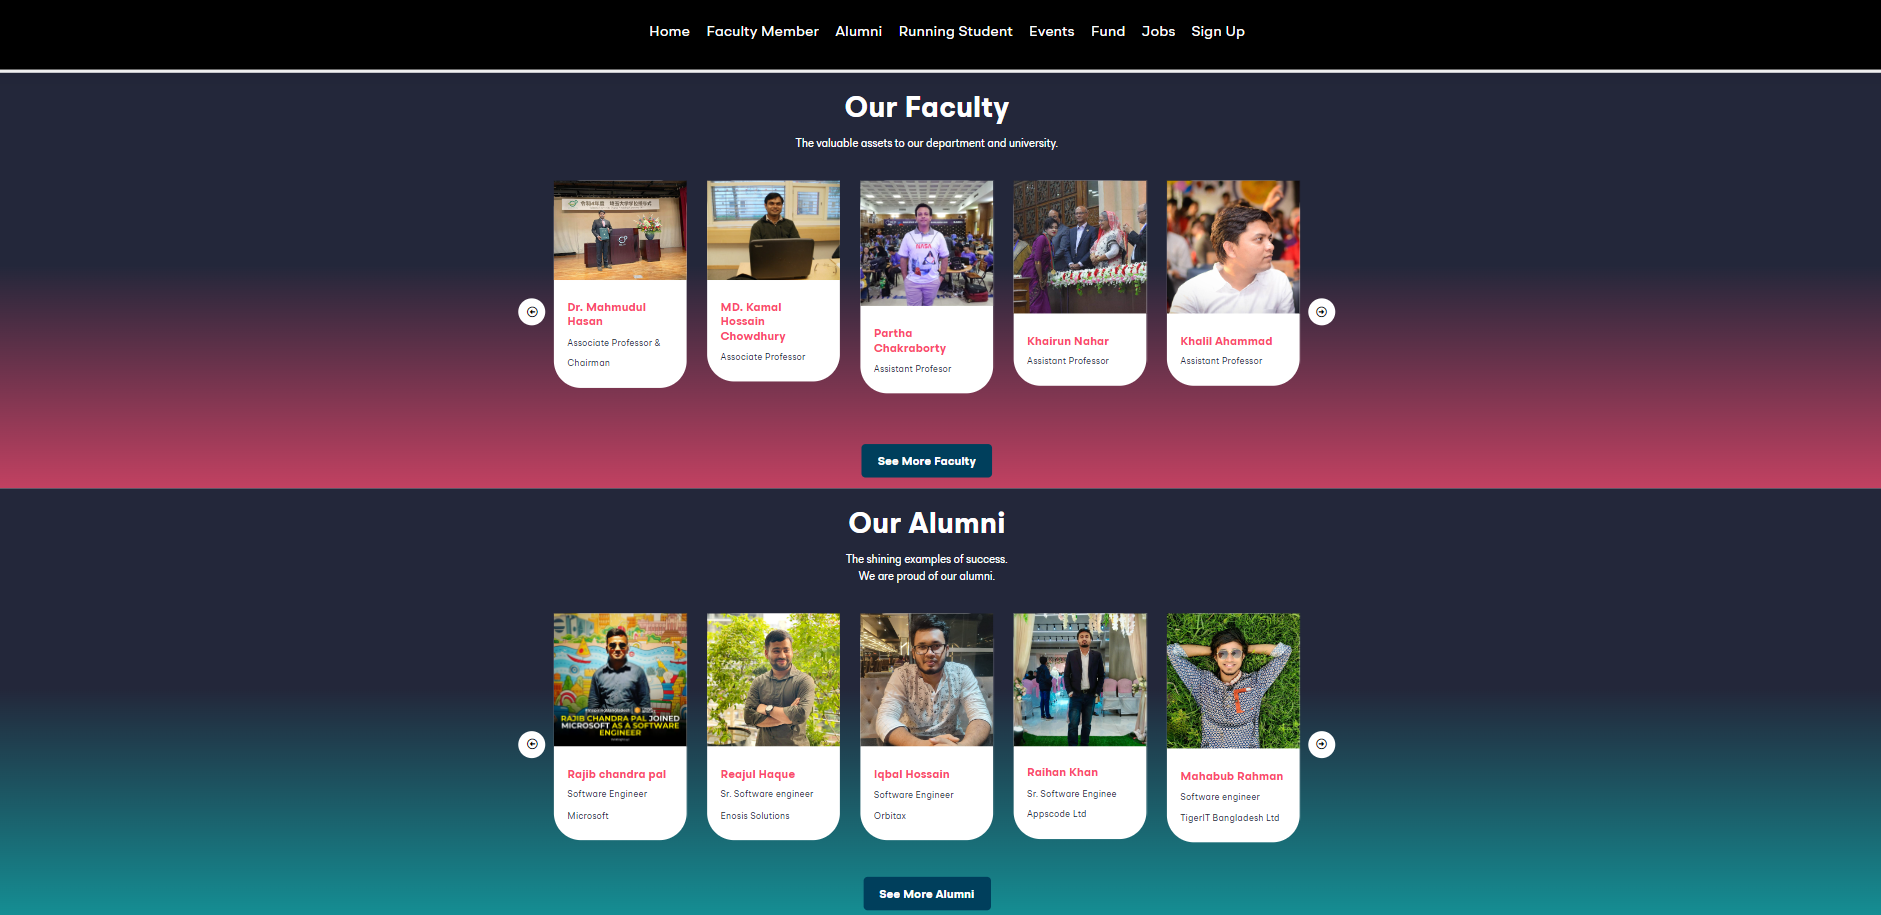 Home Faculty Member Alumni Running Student Events Fund Jobs Sign Up
Our Faculty
The valuable assets to our department and university.
Dr. Mahmudul
Hasan
Associate Professor &
Chairman
MD. Kamal
Hossain
Chowdhury
Associate Professor
Partha
Chakraborty
Assistant Profesor
Khairun Nahar
Assistant Professor
Khalil Ahammad
Assistant Professor
See More Faculty
Our Alumni
The shining examples of success.
We are proud of our alumni.
RAJIB CHANDRA PAL JOINED
MICROSOFT AS A SOFTWARE
ENGINEER
Rajib chandra pal
Software Engineer
Microsoft
Reajul Haque
Sr. Software engineer
Enosis Solutions
Iqbal Hossain
Software Engineer
Orbitax
Raihan Khan
Sr. Software Enginee
Appscode Ltd
Mahabub Rahman
Software engineer
TigerIT Bangladesh Ltd
See More Alumni